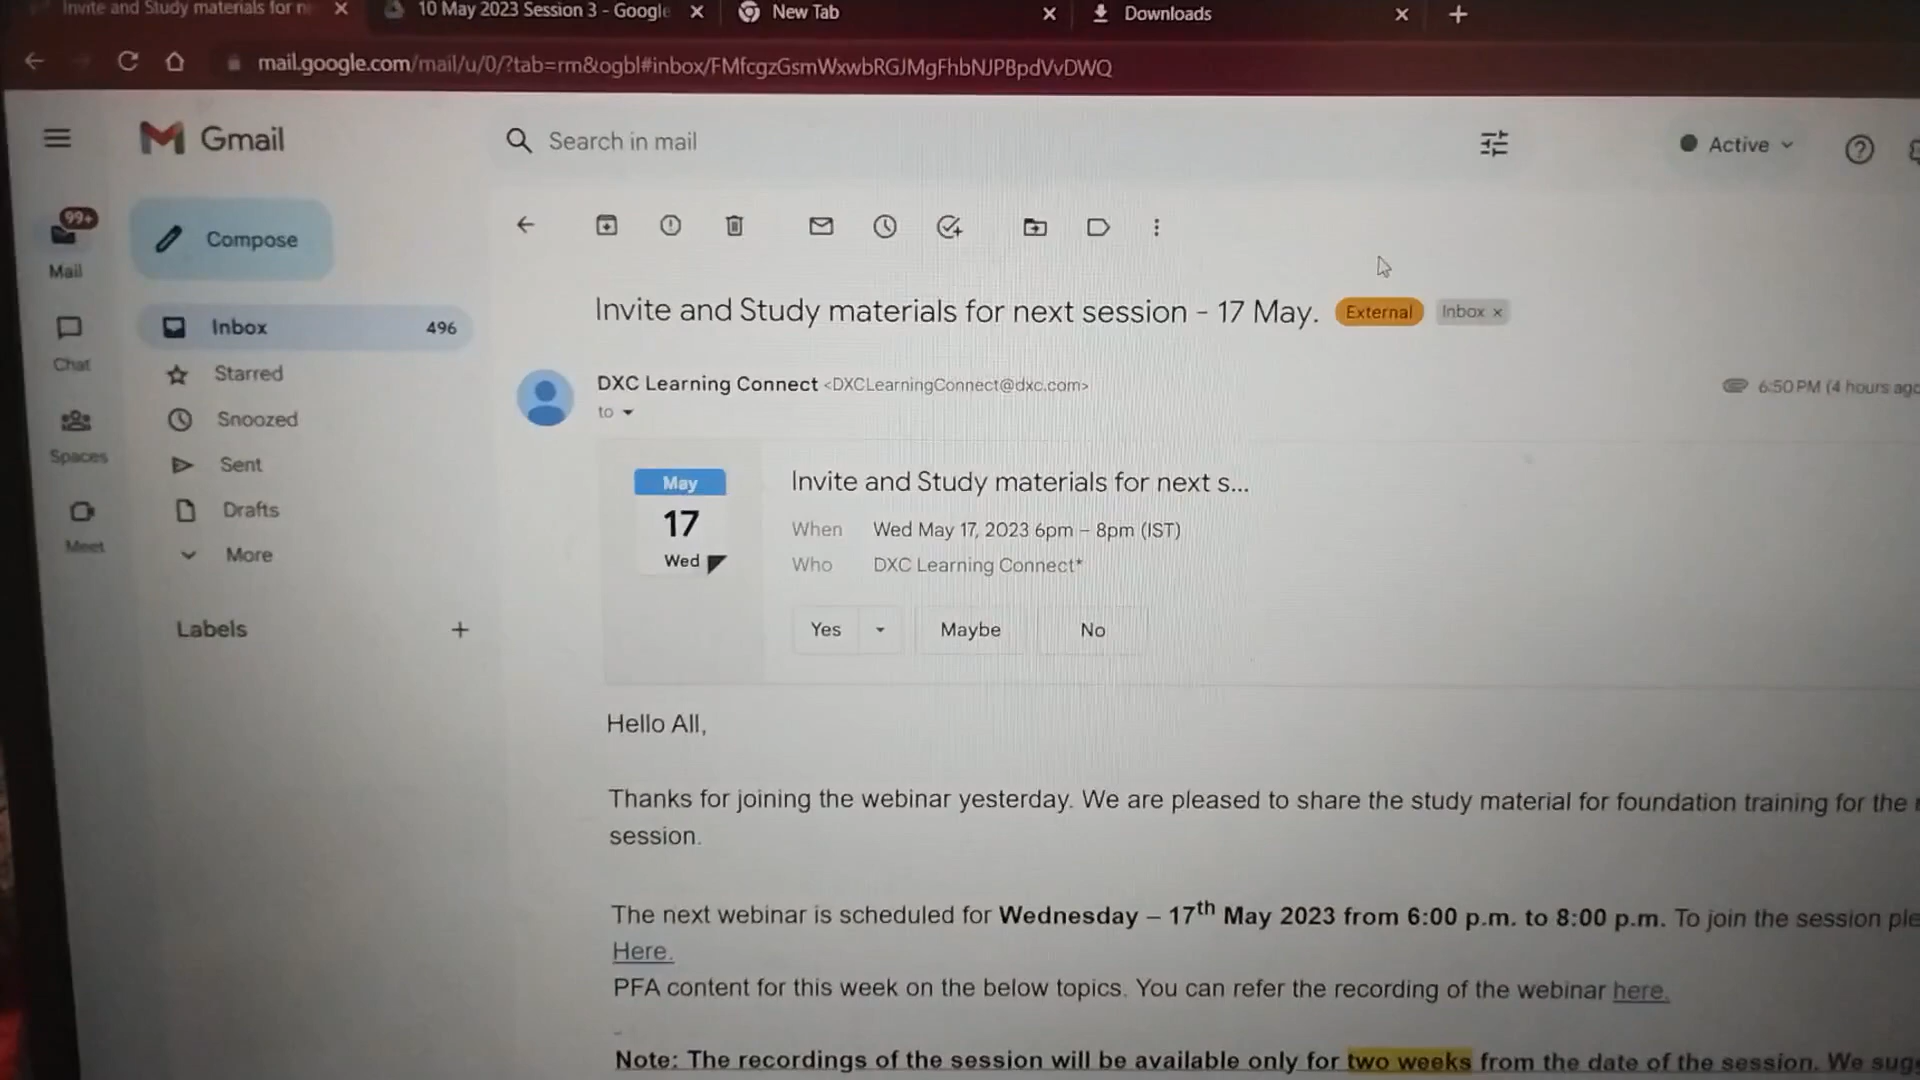 Invite and Study materials for n
10 May 2023 Session 3 - Google
New Tab
Downloads
mail.google.com/mail/u/0/?tab=rm&ogbl#inbox/FMfcgzGsmWxwbRGJMgFhbNJPBpdVvDWQ
Gmail
Search in mail
Active
99+
Mail
Compose
Chat
Spaces
Meet
Inbox 496
Starred
Snoozed
Sent
Drafts
More
Labels
Invite and Study materials for next session - 17 May. External Inbox ×
DXC Learning Connect <DXCLearningConnect@dxc.com>
6:50 PM (4 hours ago
to
May
17
Wed
Invite and Study materials for next s...
When Wed May 17, 2023 6pm – 8pm (IST)
Who DXC Learning Connect*
Yes Maybe No
Hello All,
Thanks for joining the webinar yesterday. We are pleased to share the study material for foundation training for the
session.
The next webinar is scheduled for Wednesday – 17th May 2023 from 6:00 p.m. to 8:00 p.m. To join the session ple
Here.
PFA content for this week on the below topics. You can refer the recording of the webinar here.
Note: The recordings of the session will be available only for two weeks from the date of the session. We sug